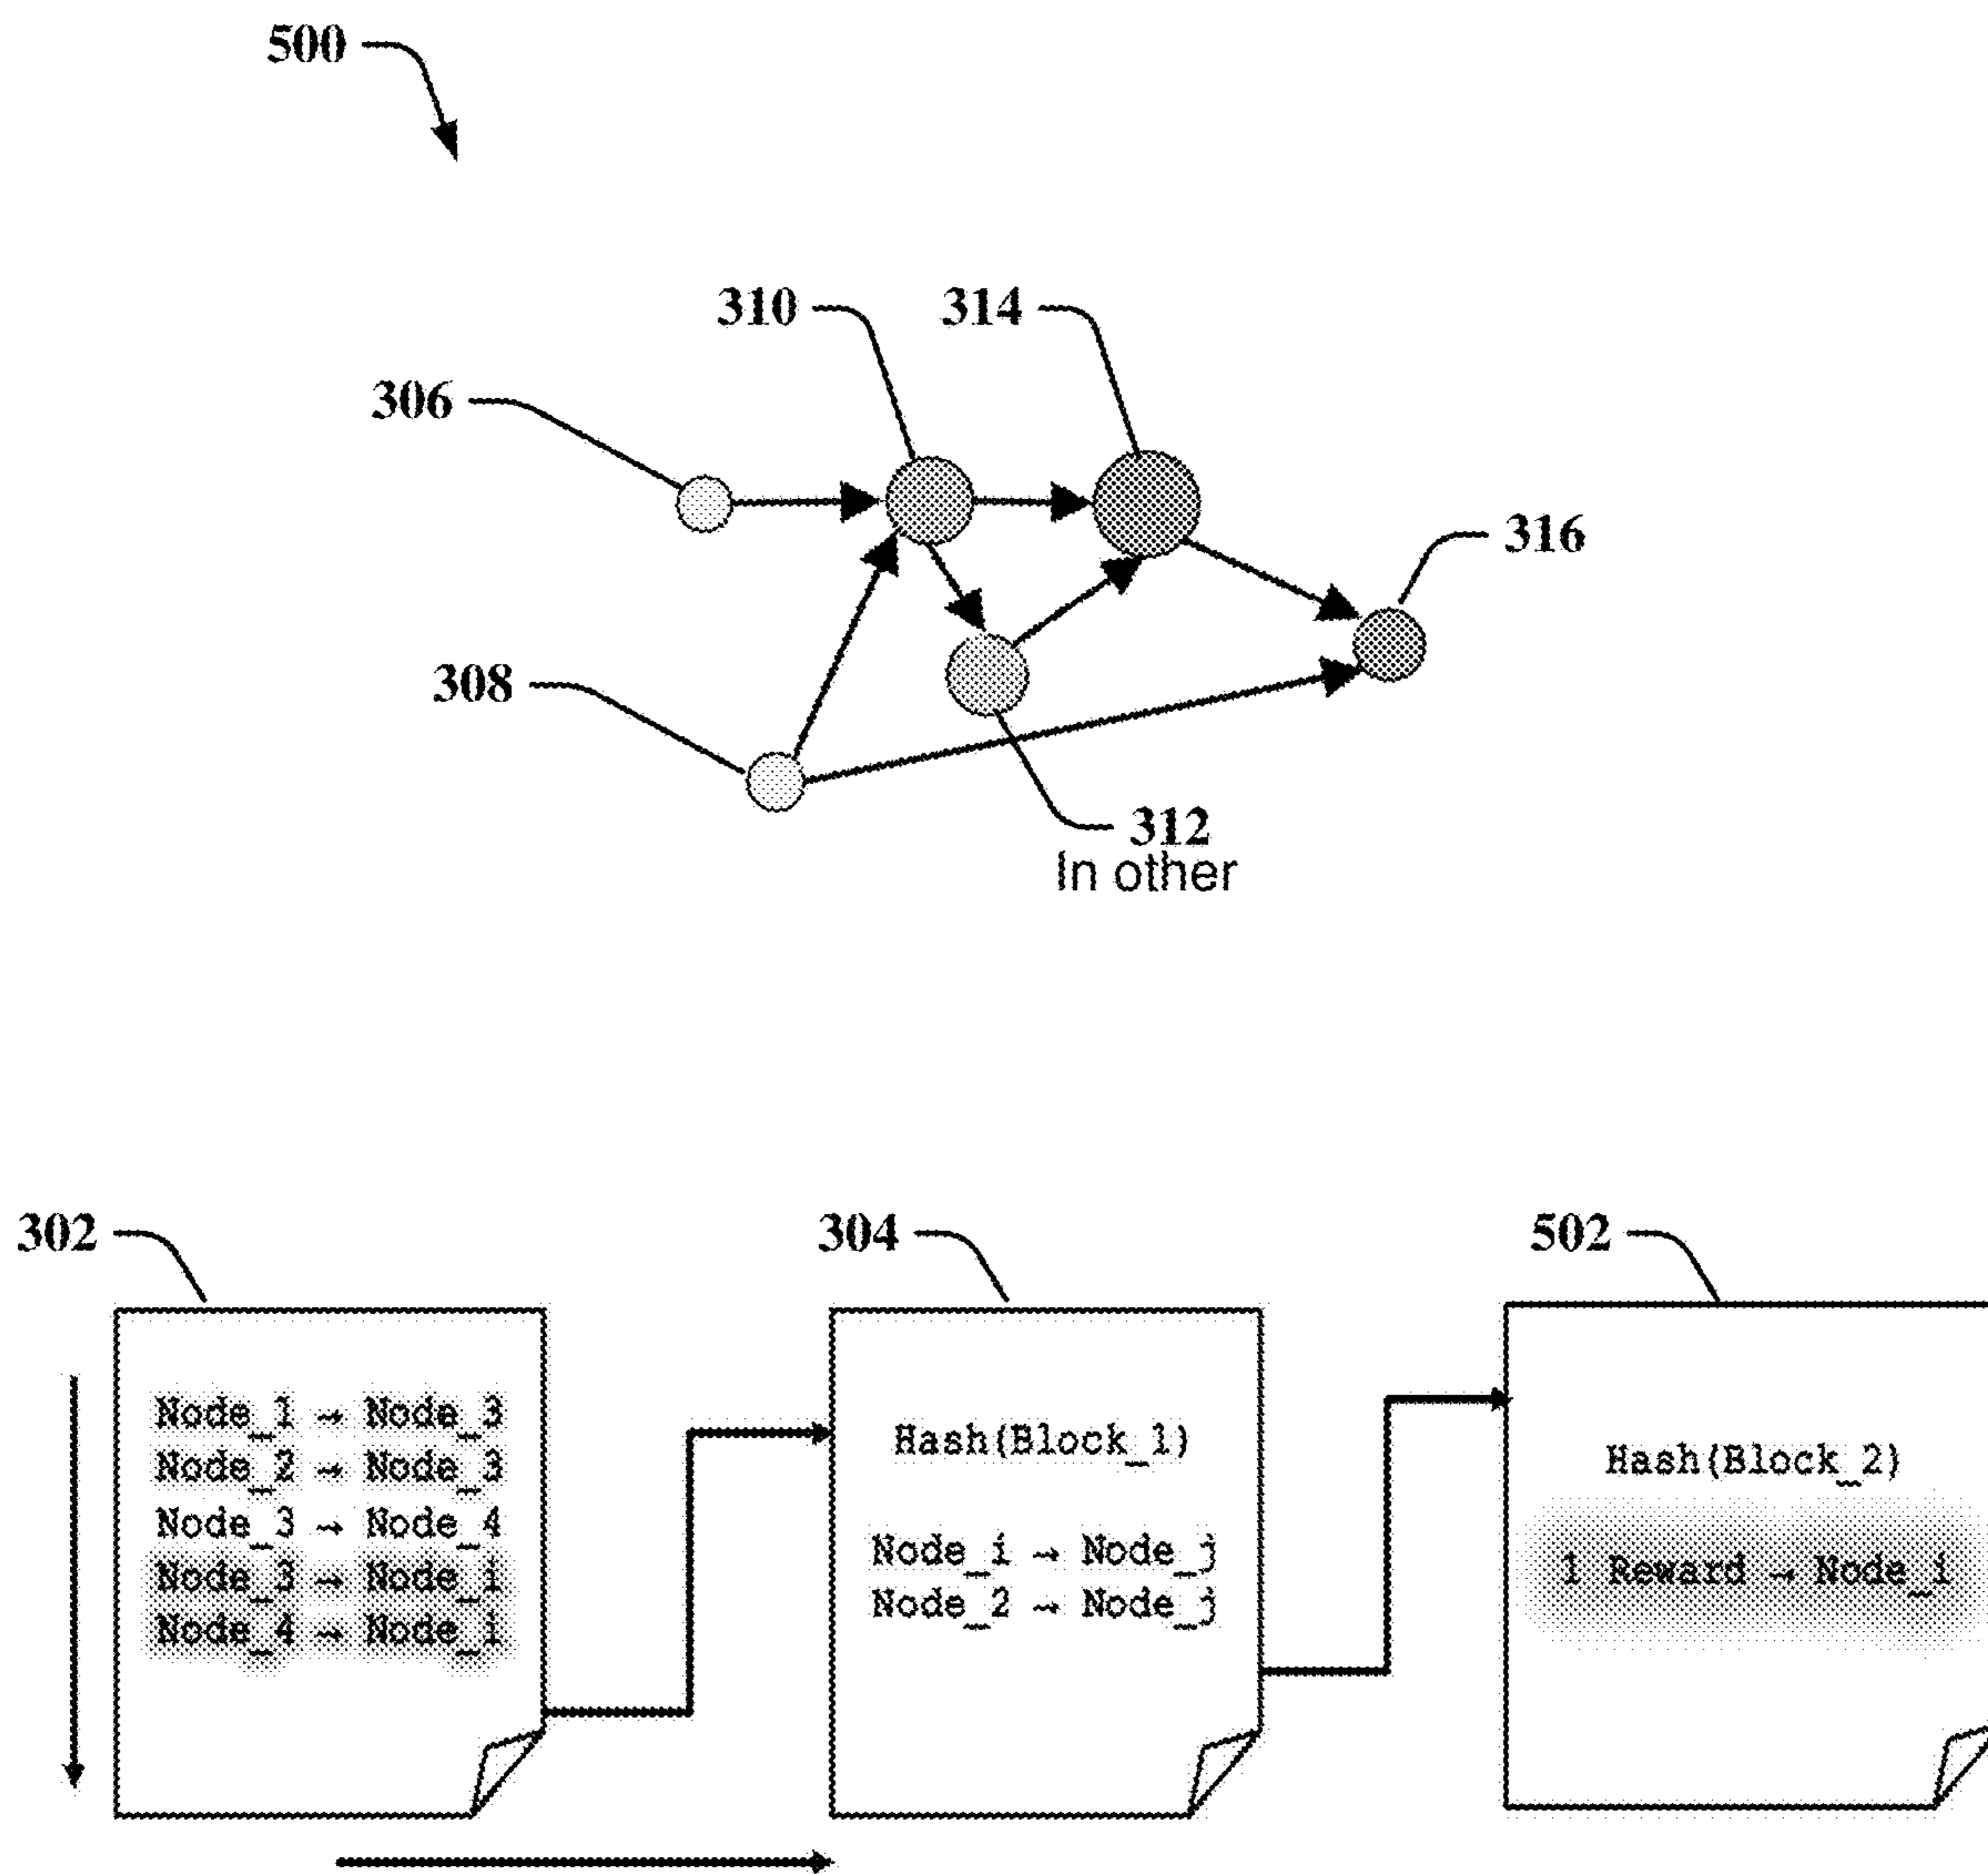 500
310
314
306
316
308
312
In other
302
304
502
Node_1 → Node_3
Node_2 → Node_3
Node_3 → Node_4
Node_3 → Node_i
Node_4 → Node_i
Hash(Block_1)
Node_i → Node_j
Node_2 → Node_j
Hash(Block_2)
1 Reward → Node_i